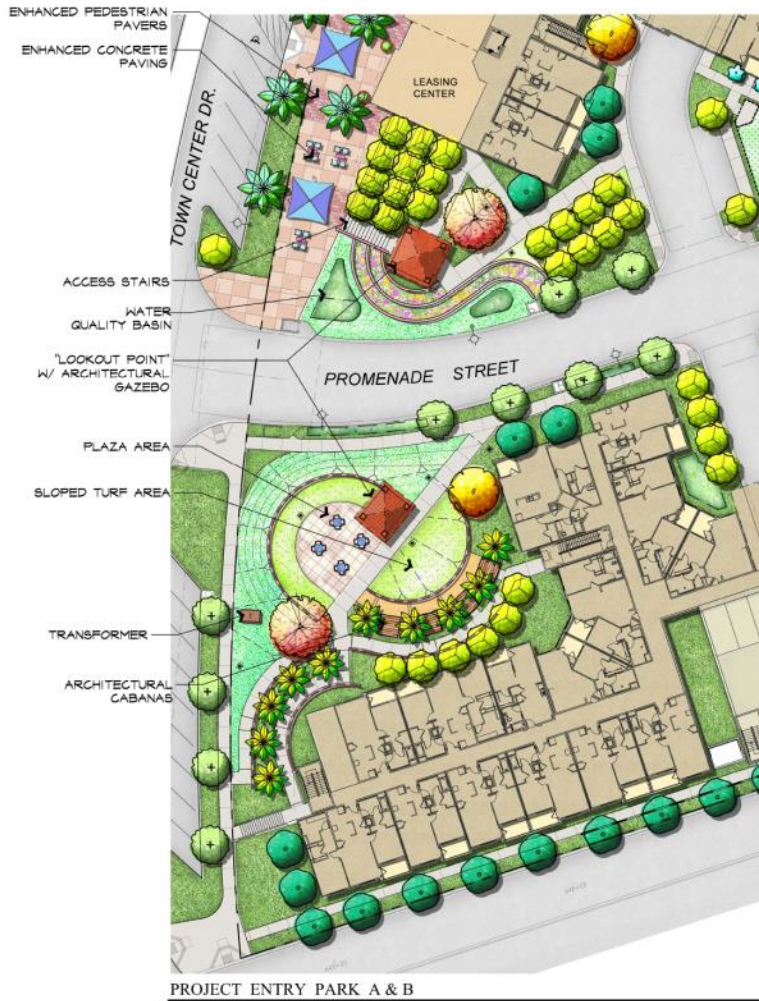 ENHANCED PEDESTRIAN
PAVERS
ENHANCED CONCRETE
PAVING
LEASING
CENTER
TOWN CENTER DR.
ACCESS STAIRS
WATER
QUALITY BASIN
"LOOKOUT POINT"
W/ ARCHITECTURAL
GAZEBO
PROMENADE STREET
PLAZA AREA
SLOPED TURF AREA
TRANSFORMER
ARCHITECTURAL
CABANAS
PROJECT ENTRY PARK A & B